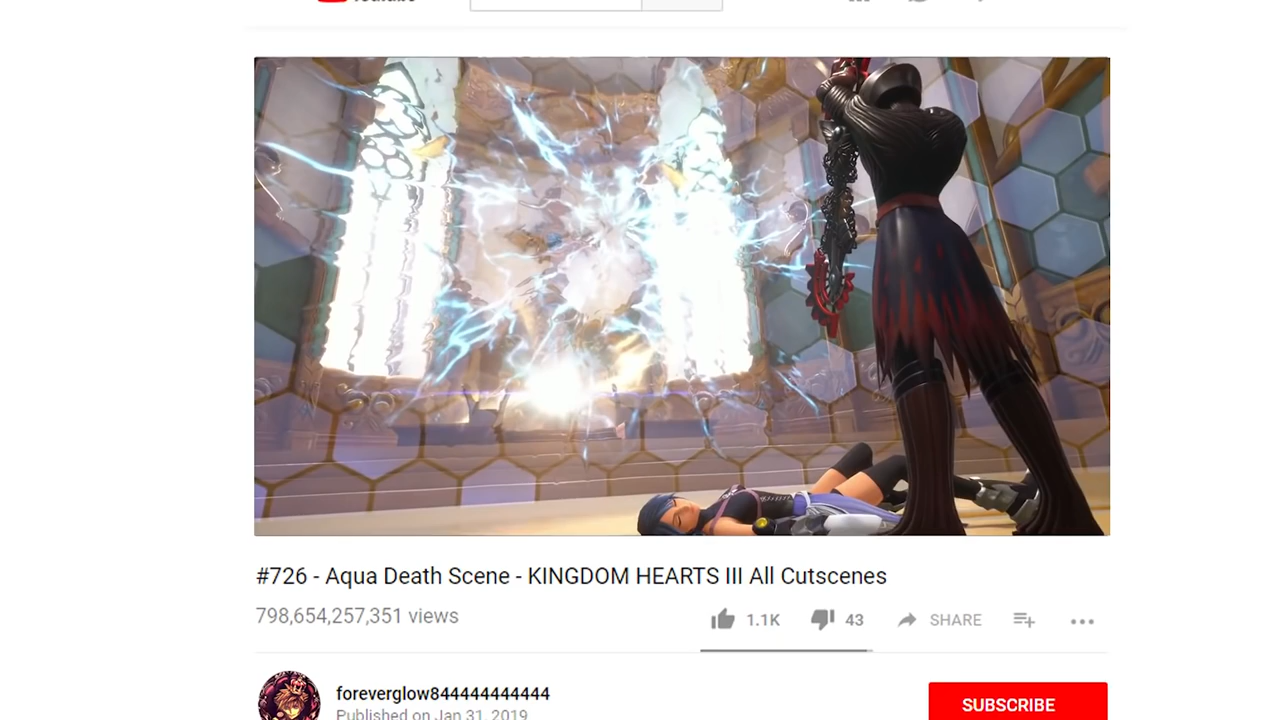 #726 - Aqua Death Scene - KINGDOM HEARTS III All Cutscenes
798,654,257,351 views
1.1K
43
SHARE
foreverglow844444444444
SUBSCRIBE
Published on Jan 31, 2019